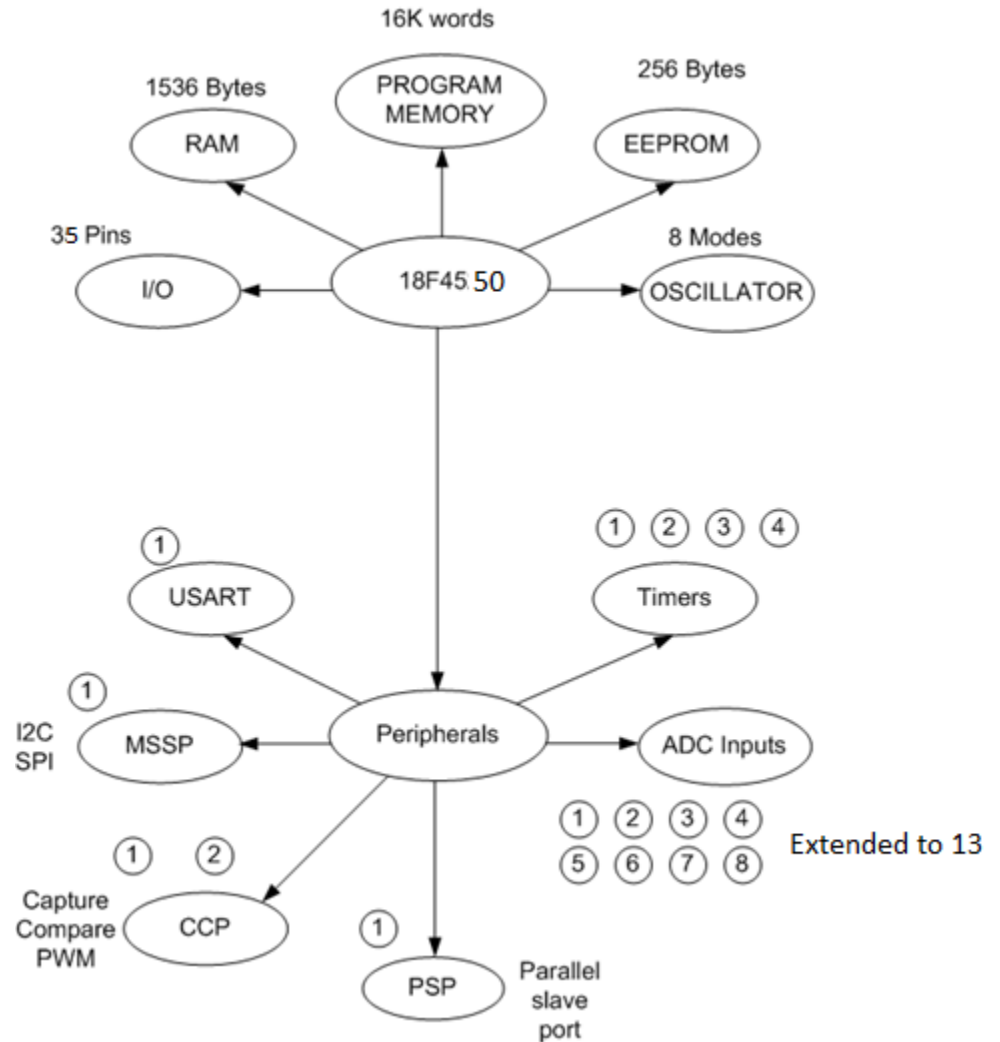 16K words
1536 Bytes
PROGRAM
MEMORY
256 Bytes
RAM
EEPROM
35 Pins
8 Modes
I/O
18F45 50
OSCILLATOR
1
1 2 3 4
USART
Timers
1
I2C
SPI
MSSP
Peripherals
ADC Inputs
1 2
1 2 3 4
5 6 7 8
Extended to 13
Capture
Compare
PWM
CCP
1
PSP
Parallel
slave
port